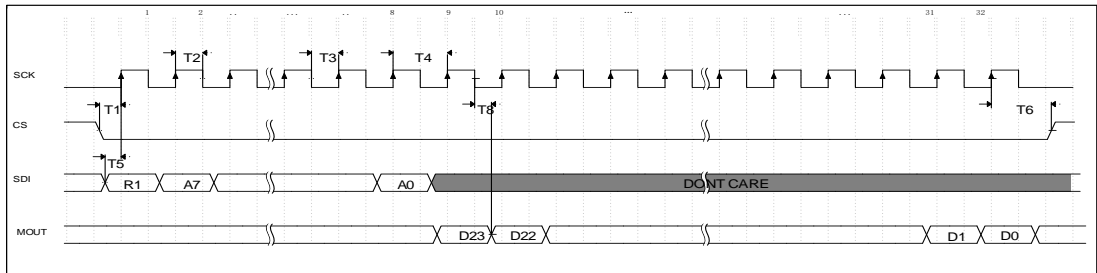 1 2 .. ... .. 8 9 10 ... ... 31 32
T2 T3 T4
SCK
T1 T8 T6
CS
T5
SDI R1 A7 A0 DONT CARE
MOUT D23 D22 D1 D0